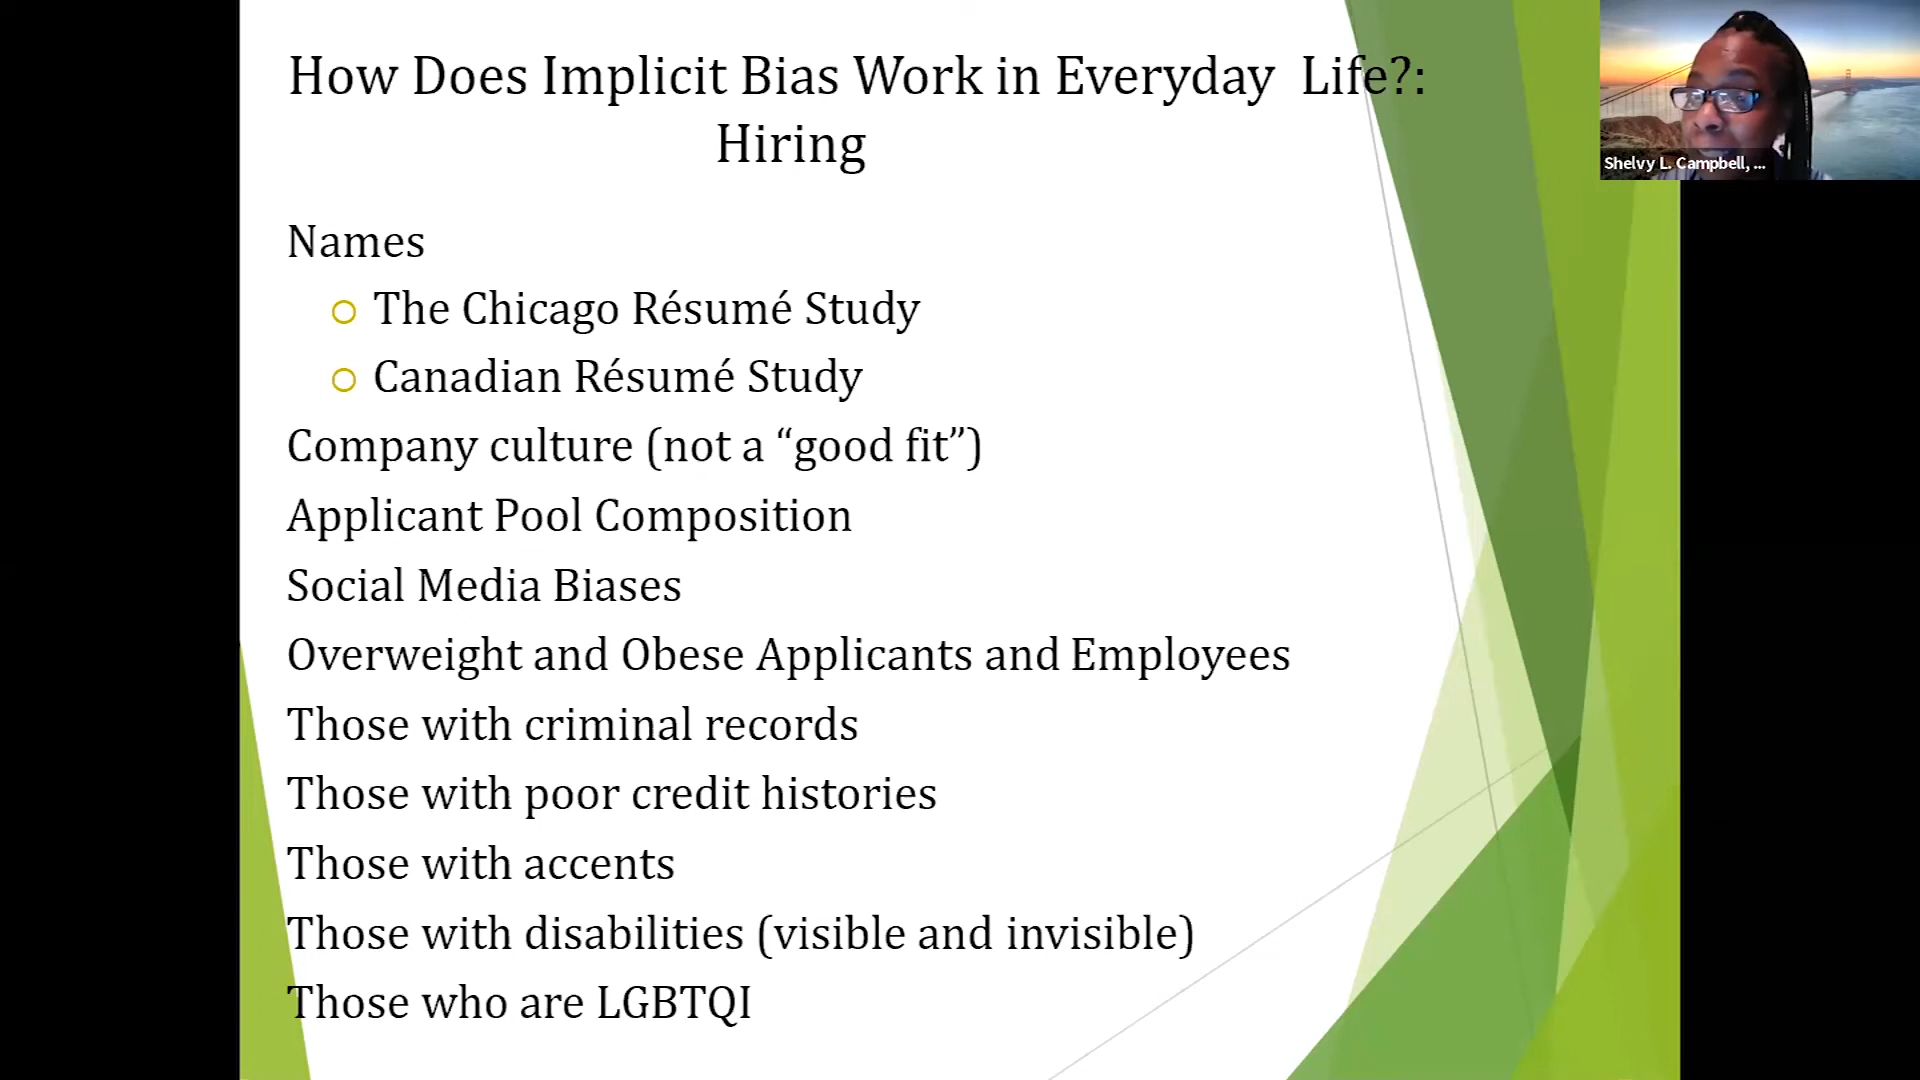 How Does Implicit Bias Work in Everyday Life?:
Hiring
Names
The Chicago Résumé Study
Canadian Résumé Study
Company culture (not a “good fit”)
Applicant Pool Composition
Social Media Biases
Overweight and Obese Applicants and Employees
Those with criminal records
Those with poor credit histories
Those with accents
Those with disabilities (visible and invisible)
Those who are LGBTQI
Shelvy L. Campbell, ...